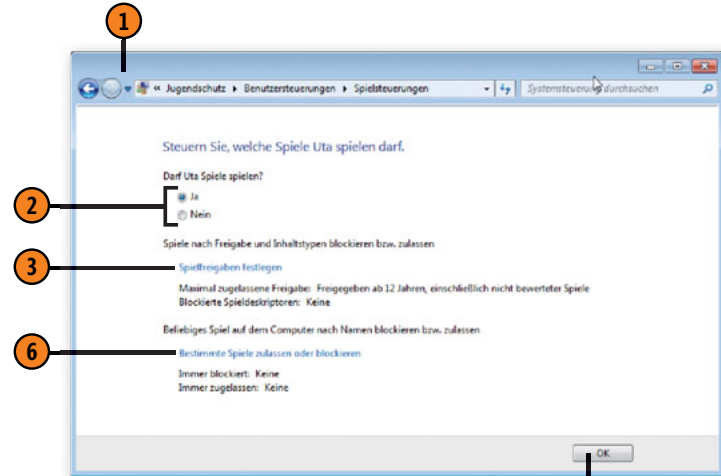 1
« Jugendschutz ▸ Benutzersteuerungen ▸ Spielsteuerungen
Systemsteuerung durchsuchen
Steuern Sie, welche Spiele Uta spielen darf.
Darf Uta Spiele spielen?
2
Ja
Nein
Spiele nach Freigabe und Inhaltstypen blockieren bzw. zulassen
3
Spielfreigaben festlegen
Maximal zugelassene Freigabe: Freigegeben ab 12 Jahren, einschließlich nicht bewerteter Spiele
Blockierte Spieldeskriptoren: Keine
Beliebiges Spiel auf dem Computer nach Namen blockieren bzw. zulassen
6
Bestimmte Spiele zulassen oder blockieren
Immer blockiert: Keine
Immer zugelassen: Keine
OK